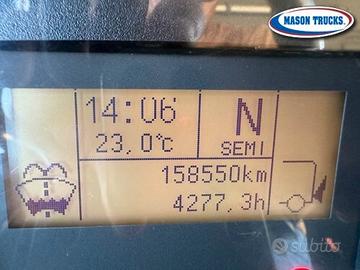 MASON TRUCKS.
14:06
N
23,0°C
SEMI
158550km
4277,3h
subito